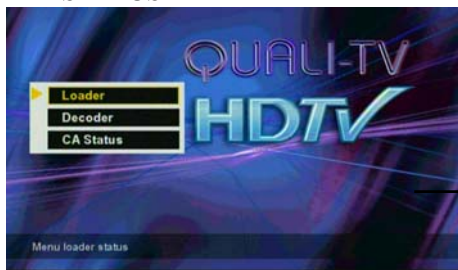 QUALI-TV
HDTV
Loader
Decoder
CA Status
Menu loader status